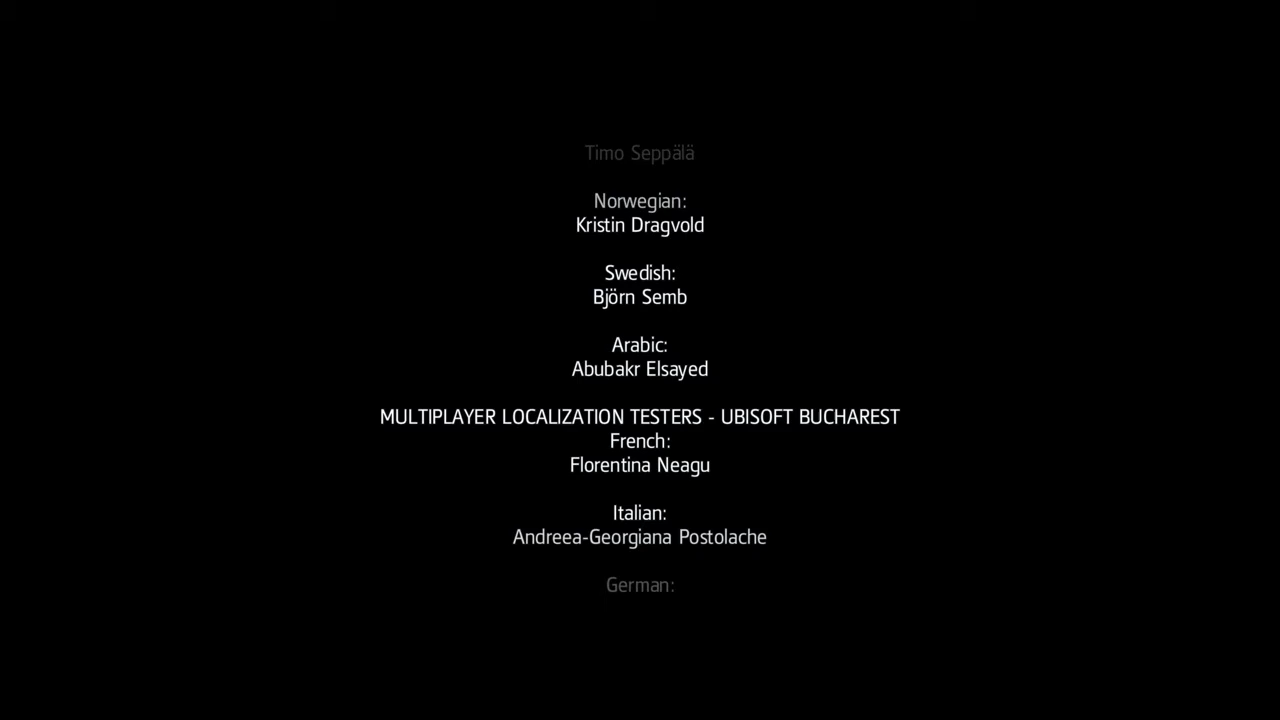 Timo Seppälä
Norwegian:
Kristin Dragvold
Swedish:
Björn Semb
Arabic:
Abubakr Elsayed
MULTIPLAYER LOCALIZATION TESTERS - UBISOFT BUCHAREST
French:
Florentina Neagu
Italian:
Andreea-Georgiana Postolache
German: